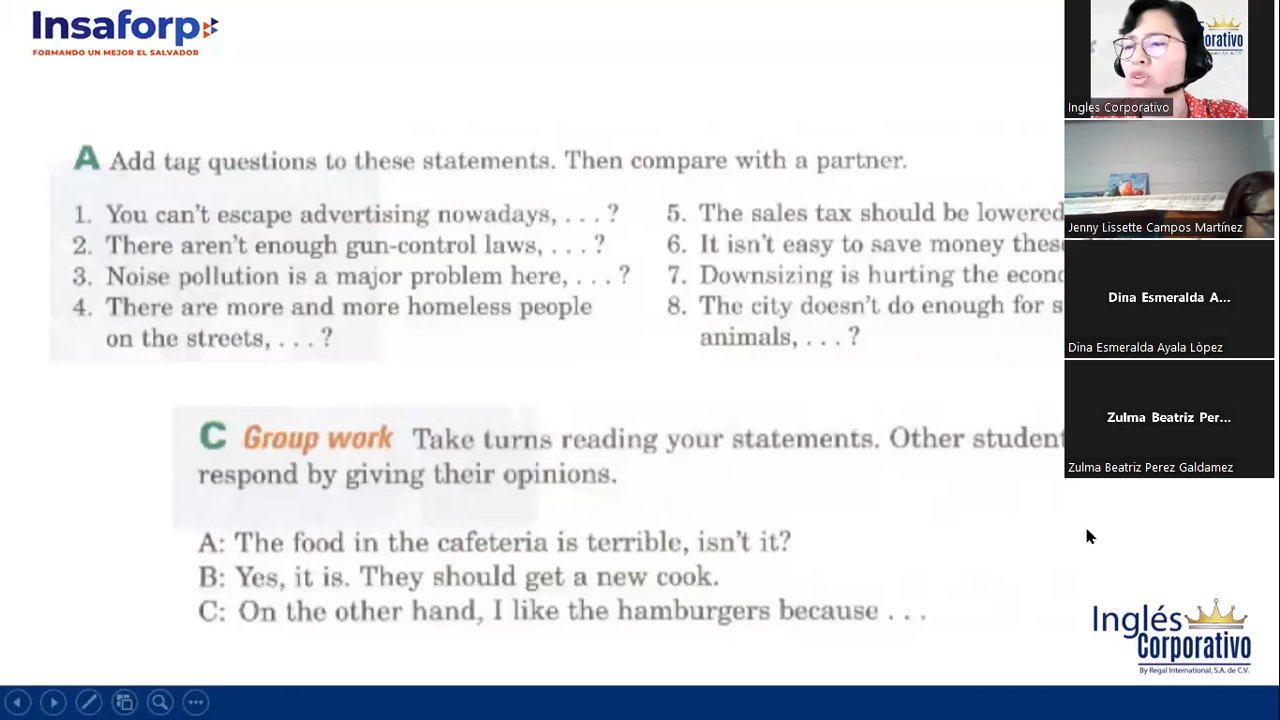 Insaforp
FORMANDO UN MEJOR EL SALVADOR
A Add tag questions to these statements. Then compare with a partner.
1. You can't escape advertising nowadays, . . . ?
2. There aren't enough gun-control laws, . . . ?
3. Noise pollution is a major problem here, . . . ?
4. There are more and more homeless people
on the streets, . . . ?
5. The sales tax should be lowered
6. It isn't easy to save money these
7. Downsizing is hurting the econ
8. The city doesn't do enough for s
animals, . . . ?
C Group work Take turns reading your statements. Other student
respond by giving their opinions.
A: The food in the cafeteria is terrible, isn't it?
B: Yes, it is. They should get a new cook.
C: On the other hand, I like the hamburgers because . . .
orativo
Ingles Corporativo
Jenny Lissette Campos Martínez
Dina Esmeralda A...
Dina Esmeralda Ayala Lòpez
Zulma Beatriz Per...
Zulma Beatriz Perez Galdamez
Inglés
Corporativo
By Regal International, S.A. de C.V.